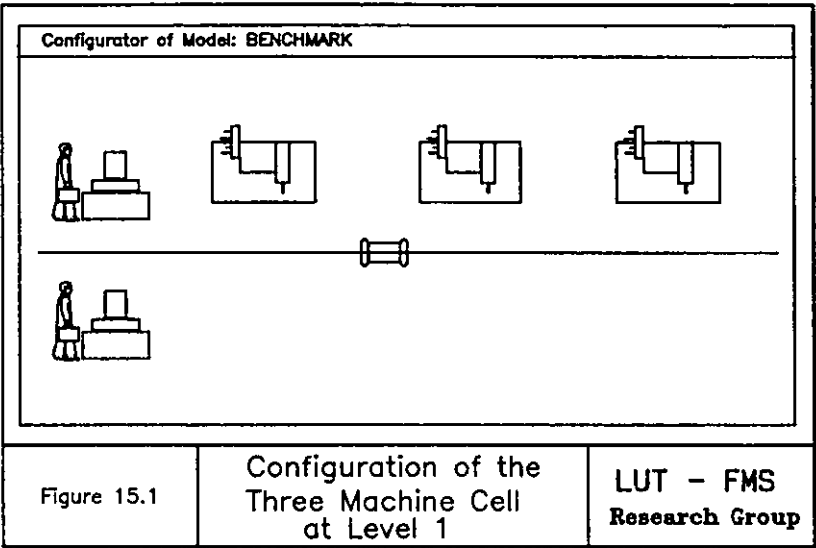 Configurator of Model: BENCHMARK
Figure 15.1
Configuration of the
Three Machine Cell
at Level 1
LUT - FMS
Research Group